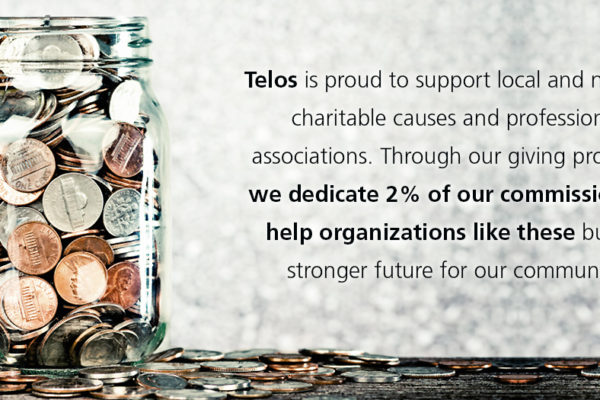 Telos is proud to support local and n
charitable causes and profession
associations. Through our giving pro
we dedicate 2% of our commissi
help organizations like these bu
stronger future for our commun